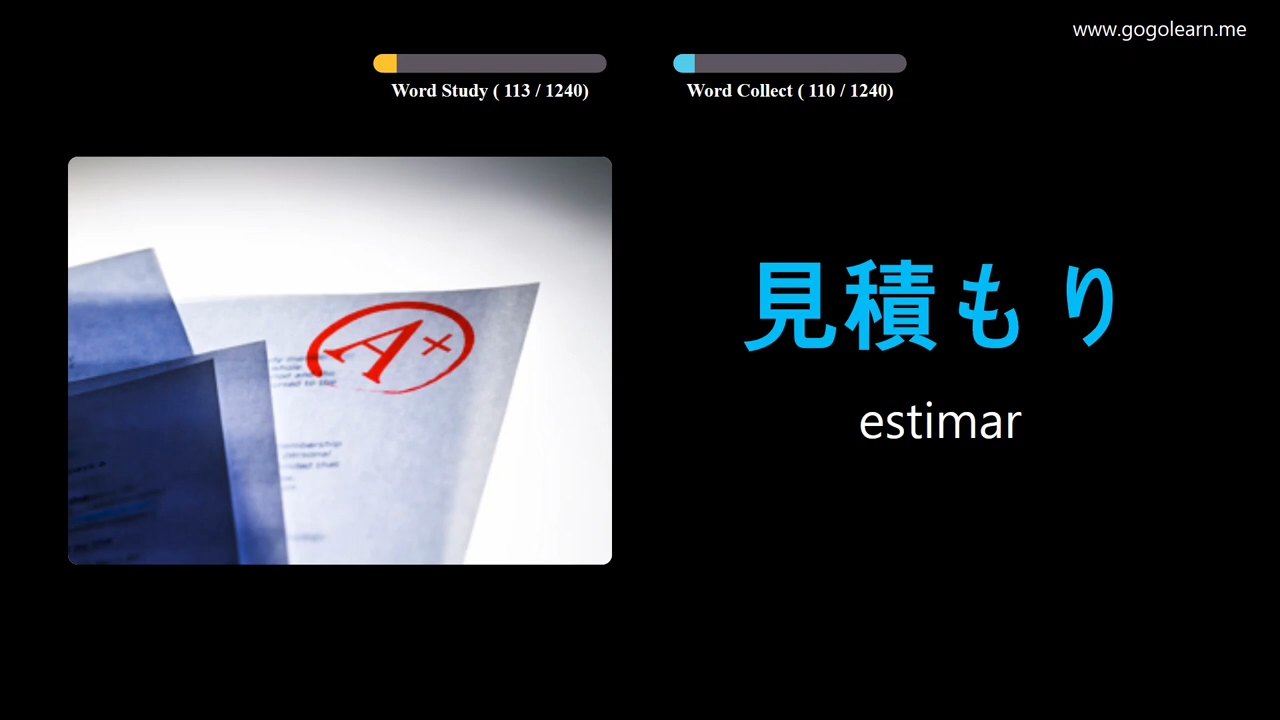 www.gogolearn.me
Word Study ( 113 / 1240)
Word Collect ( 110 / 1240)
A+
見積もり
estimar